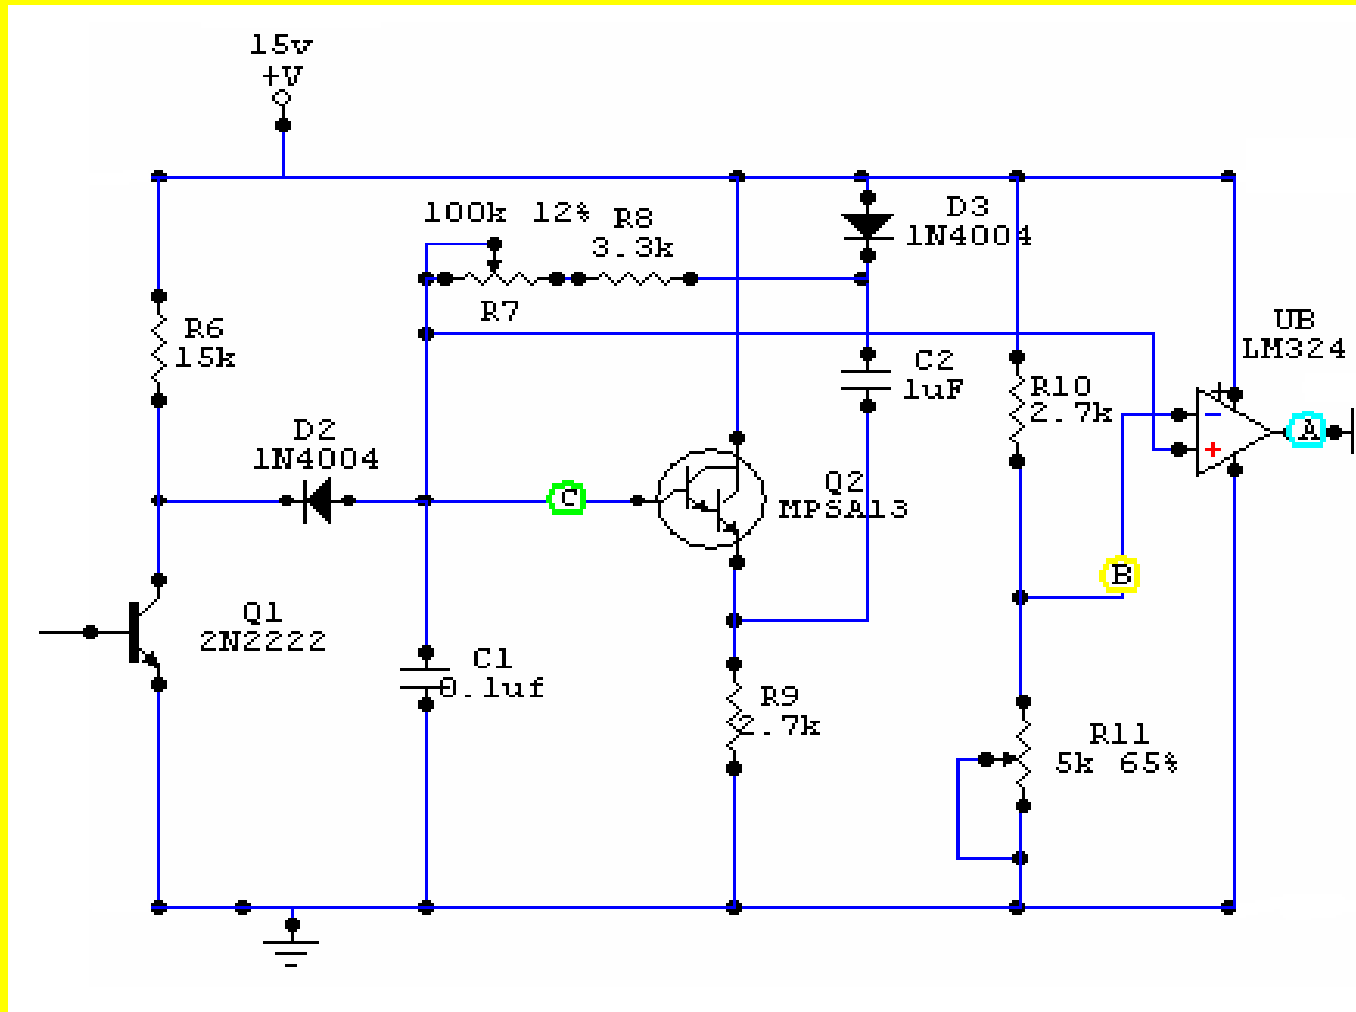 15v
+V
100k 12%
R8
3.3k
R7
D3
1N4004
R6
15k
UB
LM324
C2
1uF
R10
2.7k
D2
1N4004
A
C
Q2
MPSA13
B
Q1
2N2222
C1
0.1uf
R9
2.7k
R11
5k 65%